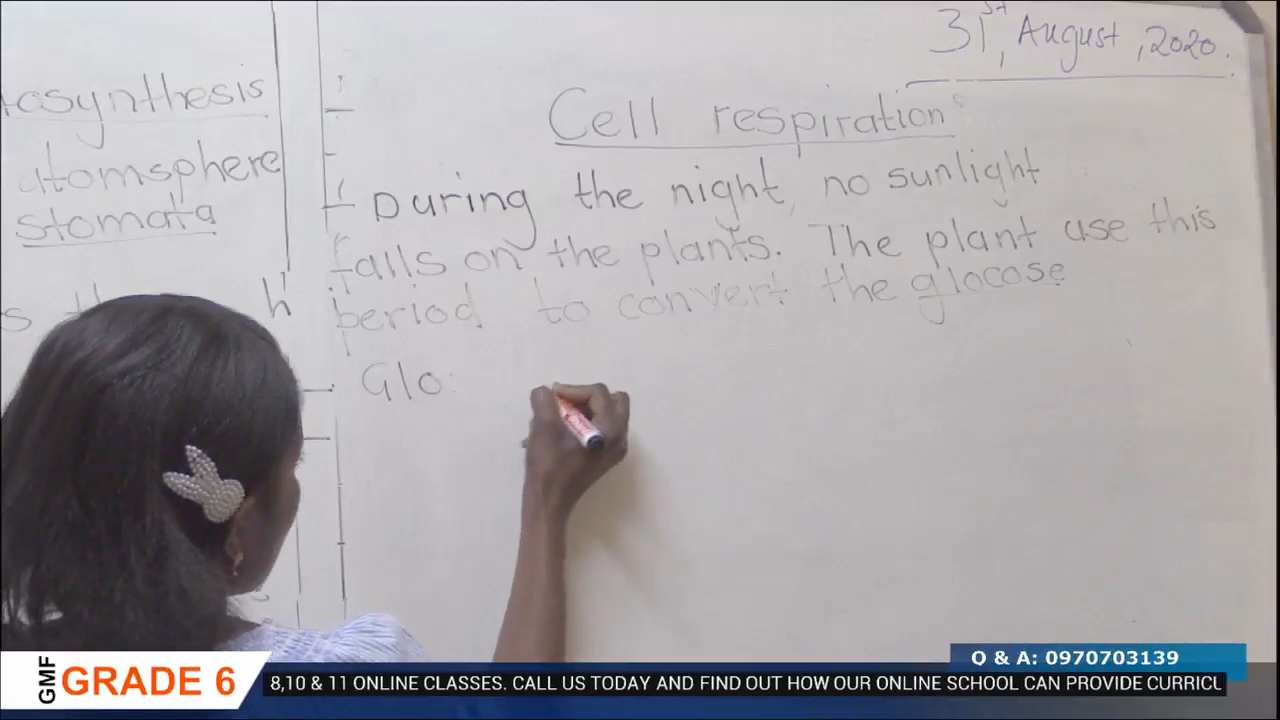 31st, August, 2020.
tosynthesis
atomsphere
stomata
h
Cell respiration
During the night, no sunlight
falls on the plants. The plant use this
period to convert the glocose
Glo
Q & A: 0970703139
GMF GRADE 6
8,10 & 11 ONLINE CLASSES. CALL US TODAY AND FIND OUT HOW OUR ONLINE SCHOOL CAN PROVIDE CURRICU